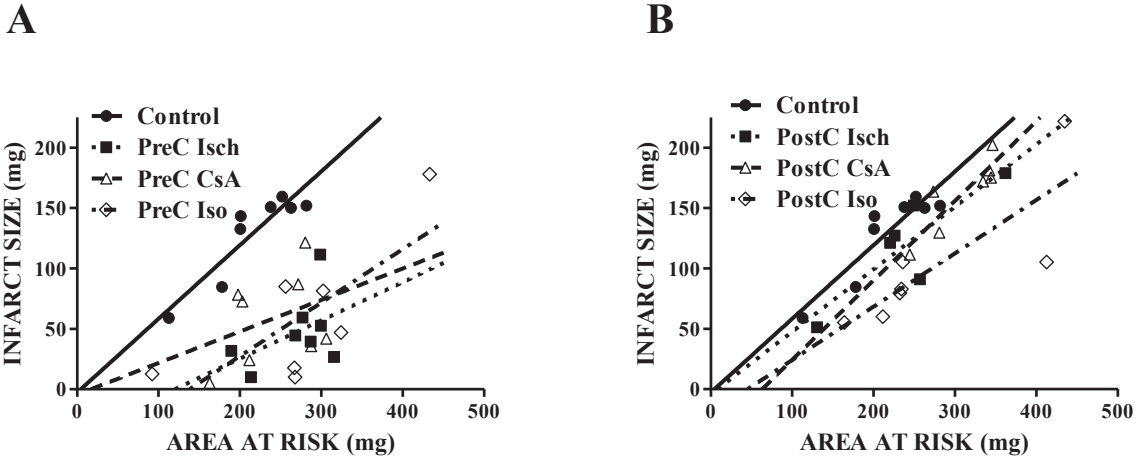 A
INFARCT SIZE (mg)
200
150
100
50
0
Control
PreC Isch
PreC CsA
PreC Iso
0 100 200 300 400 500
AREA AT RISK (mg)
B
INFARCT SIZE (mg)
200
150
100
50
0
Control
PostC Isch
PostC CsA
PostC Iso
0 100 200 300 400 500
AREA AT RISK (mg)